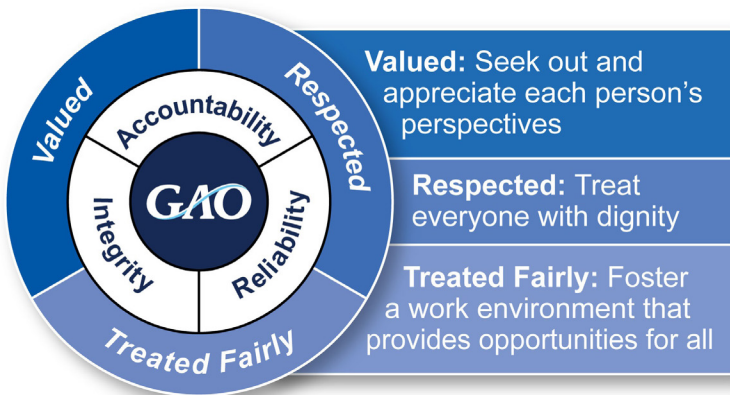 Valued
Respected
Treated Fairly
Accountability
Integrity
Reliability
GAO
Valued: Seek out and
appreciate each person's
perspectives
Respected: Treat
everyone with dignity
Treated Fairly: Foster
a work environment that
provides opportunities for all